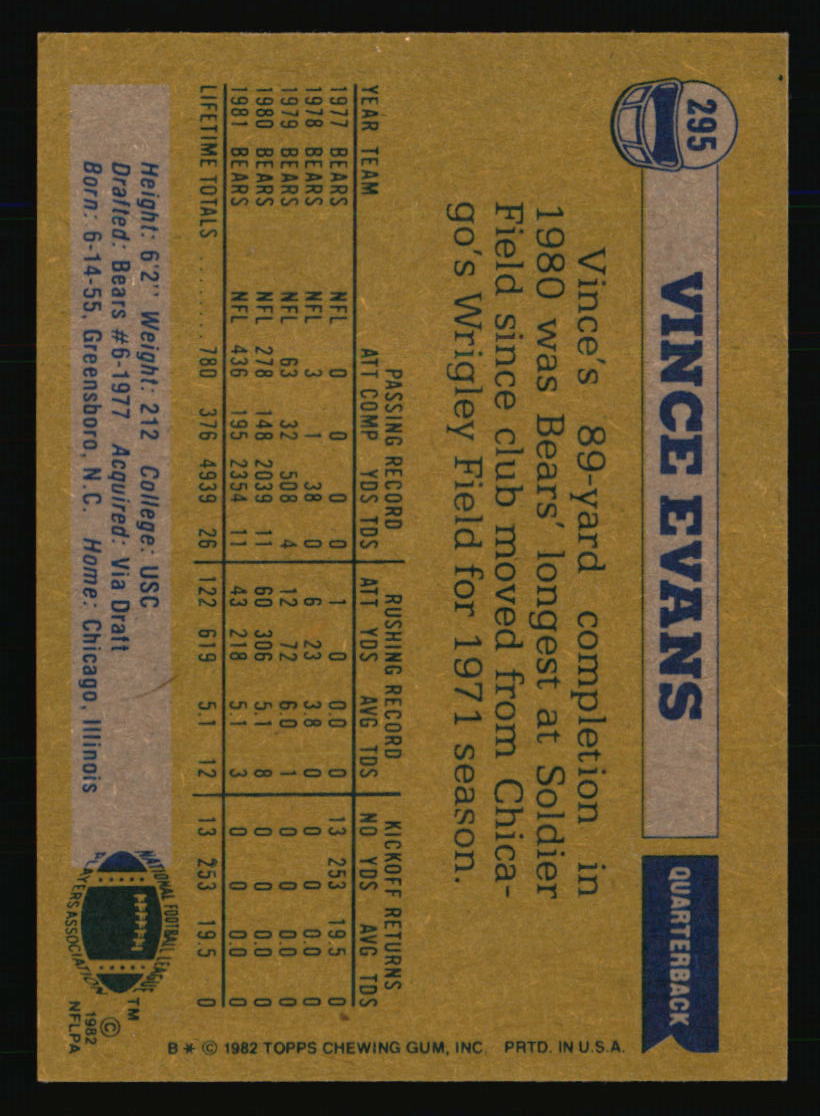 295
VINCE EVANS
QUARTERBACK
Vince's 89-yard completion in
1980 was Bears' longest at Soldier
Field since club moved from Chica-
go's Wrigley Field for 1971 season.
PASSING RECORD RUSHING RECORD KICKOFF RETURNS
YEAR TEAM ATT COMP YDS TDS ATT YDS AVG TDS NO YDS AVG TDS
1977 BEARS NFL 0 0 0 0 1 0 0.0 0 13 253 19.5 0
1978 BEARS NFL 3 1 38 0 6 23 3.8 0 0 0 0.0 0
1979 BEARS NFL 63 32 508 4 12 72 6.0 1 0 0 0.0 0
1980 BEARS NFL 278 148 2039 11 60 306 5.1 8 0 0 0.0 0
1981 BEARS NFL 436 195 2354 11 43 218 5.1 3 0 0 0.0 0
LIFETIME TOTALS ......... 780 376 4939 26 122 619 5.1 12 13 253 19.5 0
Height: 6'2" Weight: 212 College: USC
Drafted: Bears #6-1977 Acquired: Via Draft
Born: 6-14-55, Greensboro, N.C. Home: Chicago, Illinois
NATIONAL FOOTBALL LEAGUE
PLAYERS ASSOCIATION
TM
©
1982
NFLPA
B * © 1982 TOPPS CHEWING GUM, INC. PRTD. IN U.S.A.